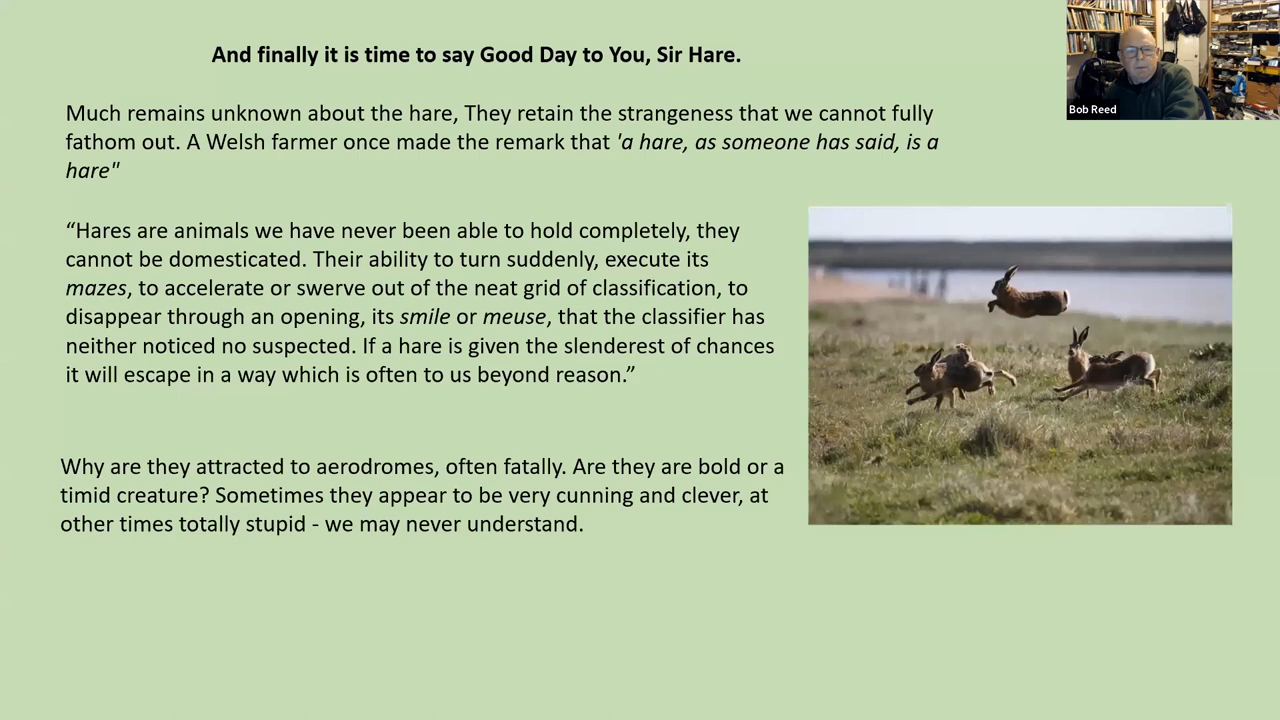 And finally it is time to say Good Day to You, Sir Hare.
Bob Reed
Much remains unknown about the hare, They retain the strangeness that we cannot fully
fathom out. A Welsh farmer once made the remark that 'a hare, as someone has said, is a
hare"
“Hares are animals we have never been able to hold completely, they
cannot be domesticated. Their ability to turn suddenly, execute its
mazes, to accelerate or swerve out of the neat grid of classification, to
disappear through an opening, its smile or meuse, that the classifier has
neither noticed no suspected. If a hare is given the slenderest of chances
it will escape in a way which is often to us beyond reason.”
Why are they attracted to aerodromes, often fatally. Are they are bold or a
timid creature? Sometimes they appear to be very cunning and clever, at
other times totally stupid - we may never understand.